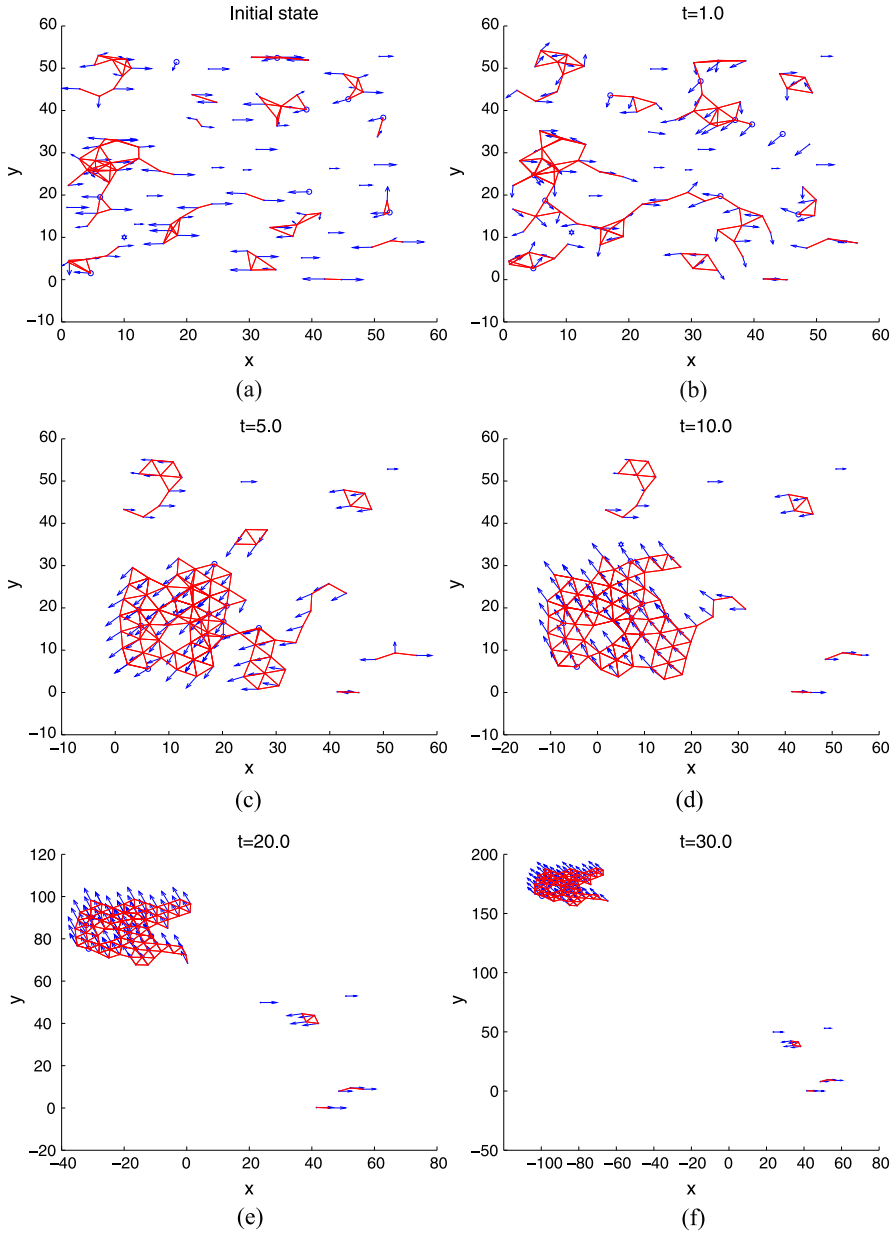 Initial state
60
50
40
30
20
10
0
−10
y
0 10 20 30 40 50 60
x
(a)
t=1.0
60
50
40
30
20
10
0
−10
y
0 10 20 30 40 50 60
x
(b)
t=5.0
60
50
40
30
20
10
0
−10
y
−10 0 10 20 30 40 50 60
x
(c)
t=10.0
60
50
40
30
20
10
0
−10
y
−20 −10 0 10 20 30 40 50 60
x
(d)
t=20.0
120
100
80
60
40
20
0
−20
y
−40 −20 0 20 40 60 80
x
(e)
t=30.0
200
150
100
50
0
−50
y
−100 −80 −60 −40 −20 0 20 40 60 80
x
(f)